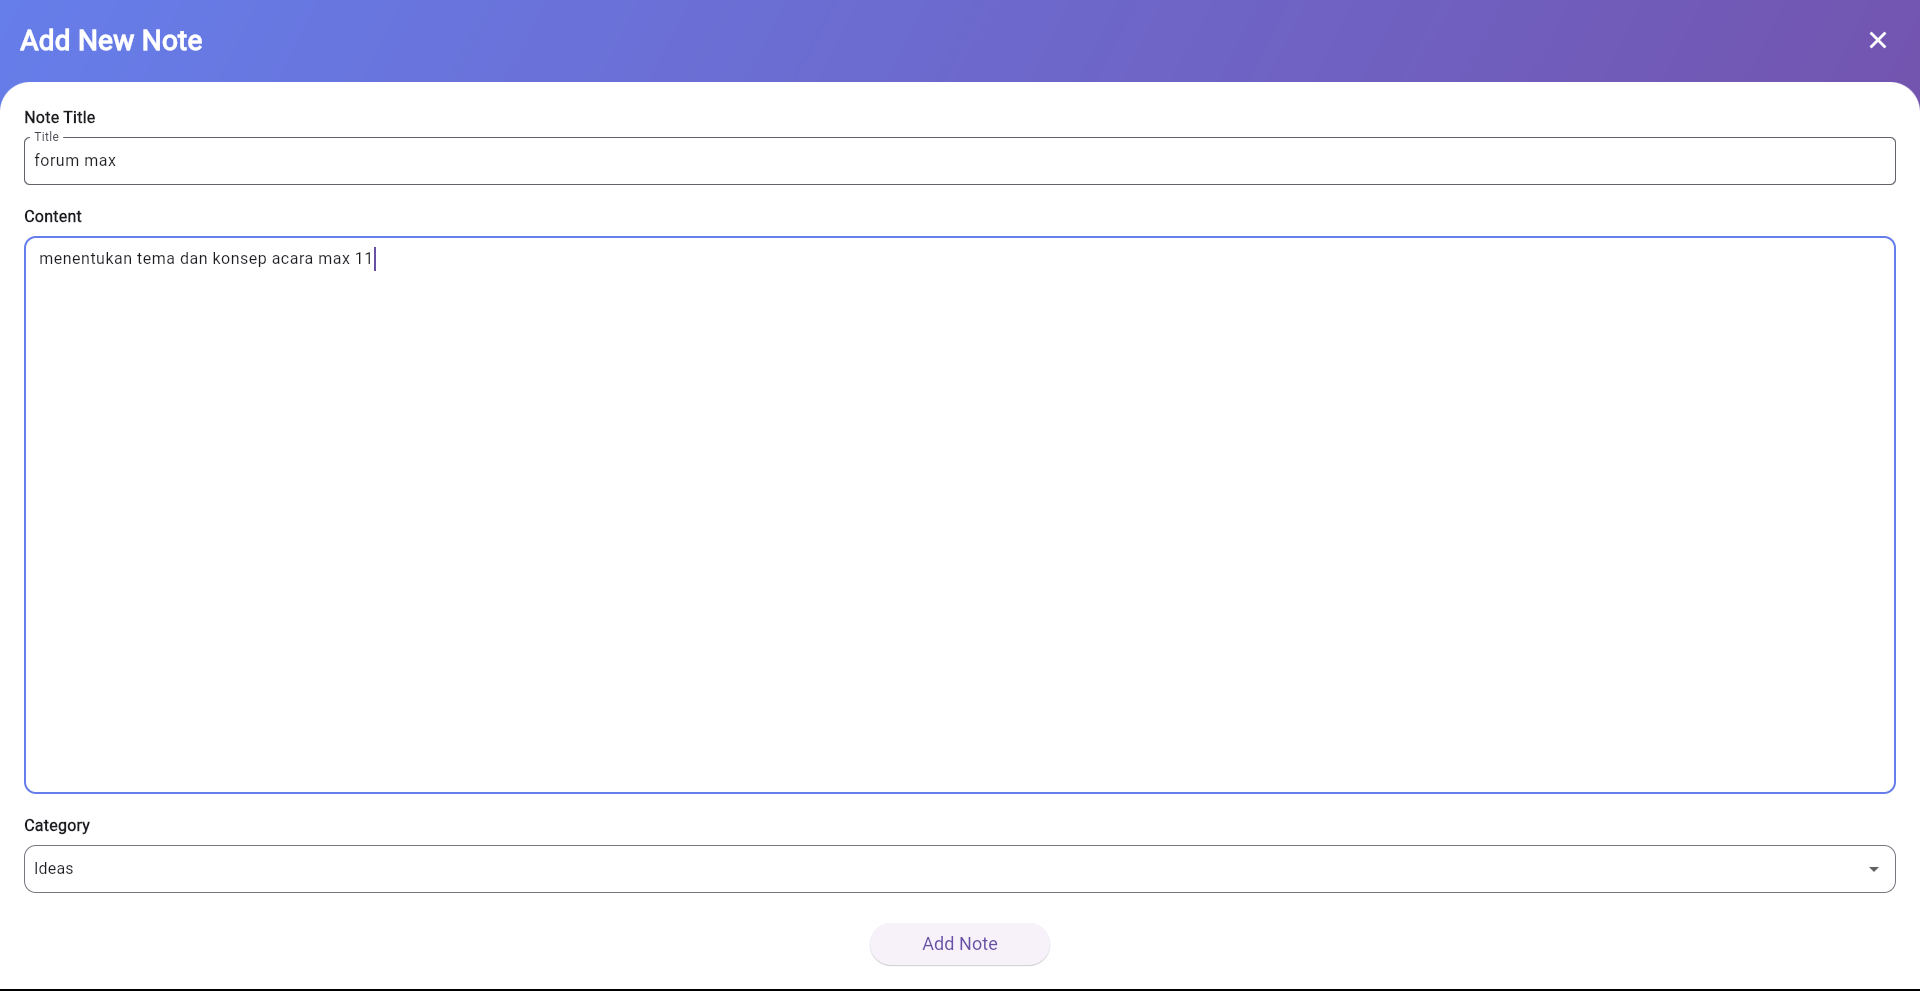 Add New Note
Note Title
Title
forum max
Content
menentukan tema dan konsep acara max 11
Category
Ideas
Add Note